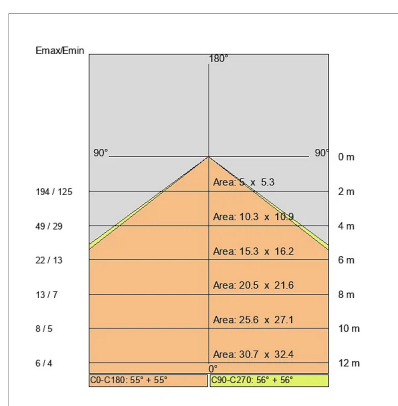 Emax/Emin
180°
90° 90° 0 m
Area: 5 x 5.3
194 / 125 2 m
Area: 10.3 x 10.9
49 / 29 4 m
Area: 15.3 x 16.2
22 / 13 6 m
Area: 20.5 x 21.6
13 / 7 8 m
Area: 25.6 x 27.1
8 / 5 10 m
Area: 30.7 x 32.4
6 / 4 12 m
0°
C0-C180: 55° + 55° C90-C270: 56° + 56°